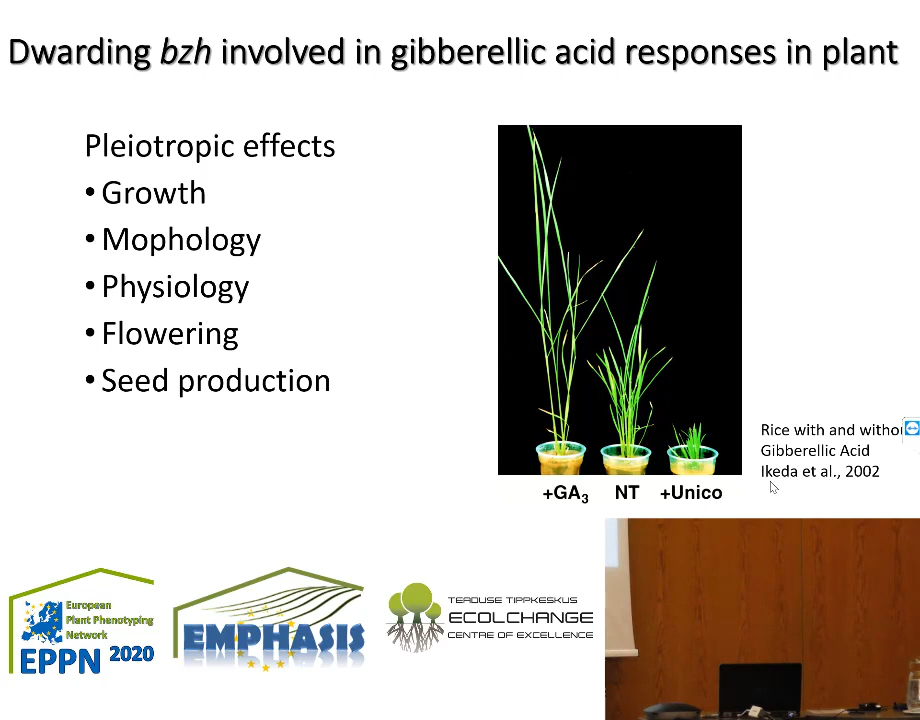 Dwarding bzh involved in gibberellic acid responses in plant
Pleiotropic effects
• Growth
• Mophology
• Physiology
• Flowering
• Seed production
Rice with and withou
Gibberellic Acid
Ikeda et al., 2002
+GA₃ NT +Unico
European
Plant Phenotyping
Network
EPPN 2020
EMPHASIS
TEADUSE TIPPKESKUS
ECOLCHANGE
CENTRE OF EXCELLENCE